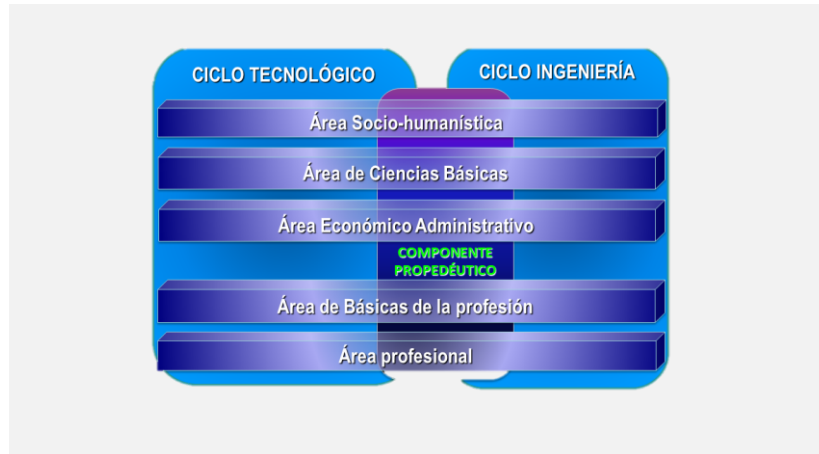 CICLO TECNOLÓGICO
CICLO INGENIERÍA
Área Socio-humanística
Área de Ciencias Básicas
Área Económico Administrativo
COMPONENTE
PROPEDÉUTICO
Área de Básicas de la profesión
Área profesional